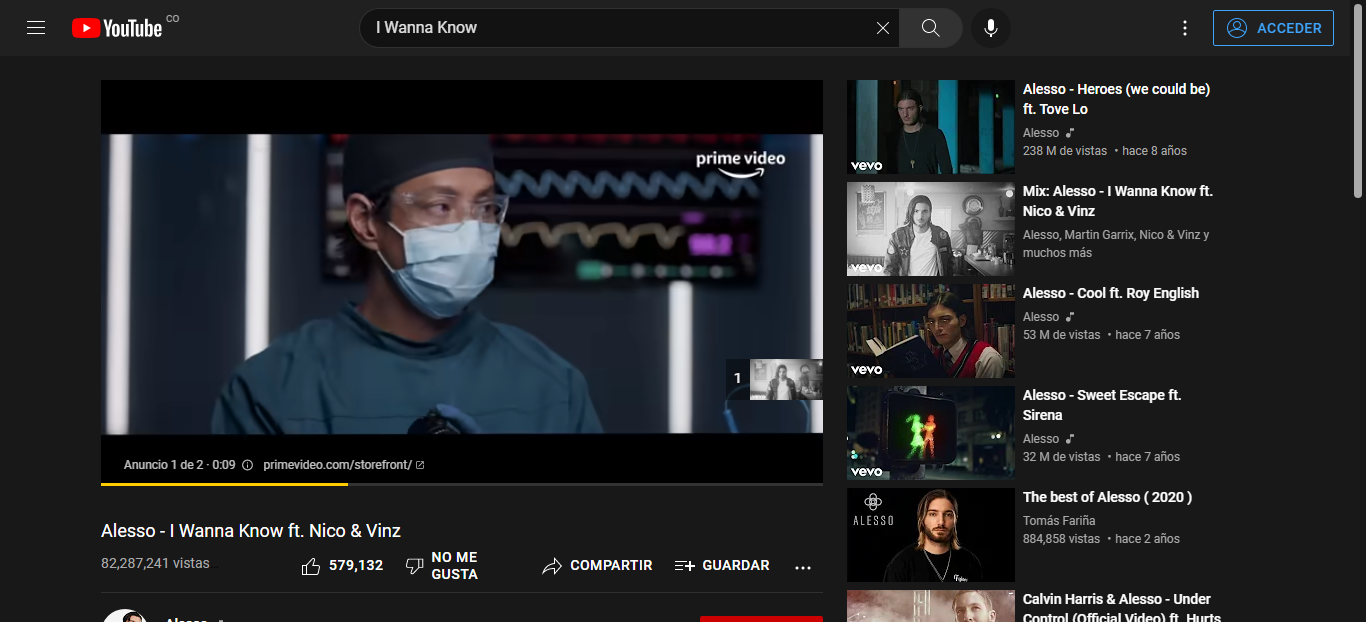 YouTube CO
I Wanna Know
ACCEDER
prime video
1
Anuncio 1 de 2 · 0:09
primevideo.com/storefront/
Alesso - I Wanna Know ft. Nico & Vinz
82,287,241 vistas
579,132
NO ME
GUSTA
COMPARTIR
GUARDAR
Alesso
vevo
Alesso - Heroes (we could be)
ft. Tove Lo
Alesso
238 M de vistas · hace 8 años
vevo
Mix: Alesso - I Wanna Know ft.
Nico & Vinz
Alesso, Martin Garrix, Nico & Vinz y
muchos más
vevo
Alesso - Cool ft. Roy English
Alesso
53 M de vistas · hace 7 años
vevo
Alesso - Sweet Escape ft.
Sirena
Alesso
32 M de vistas · hace 7 años
ALESSO
The best of Alesso ( 2020 )
Tomás Fariña
884,858 vistas · hace 2 años
Calvin Harris & Alesso - Under
Control (Official Video) ft. Hurts